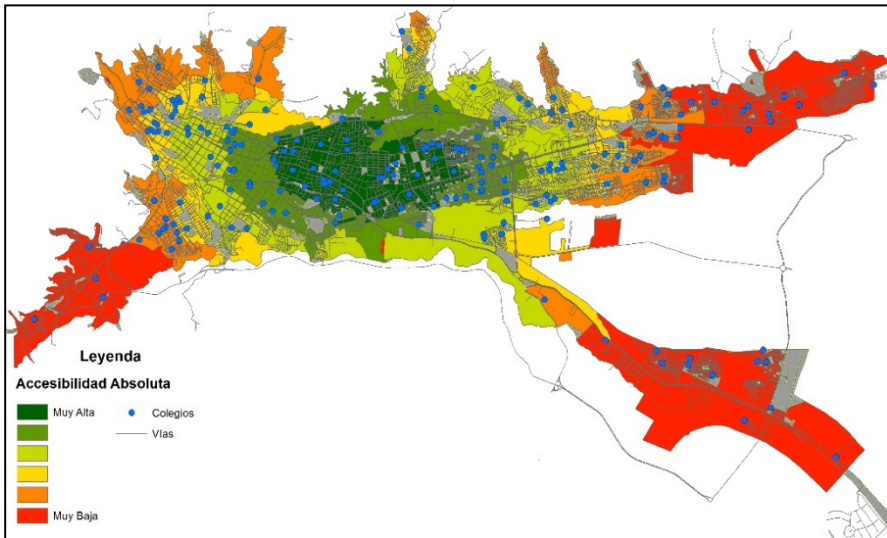 Leyenda
Accesibilidad Absoluta
Muy Alta
Colegios
Vías
Muy Baja